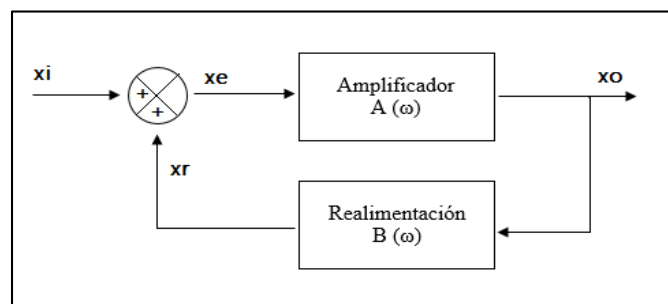 xi
xe
Amplificador
A (ω)
xo
+
+
xr
Realimentación
B (ω)